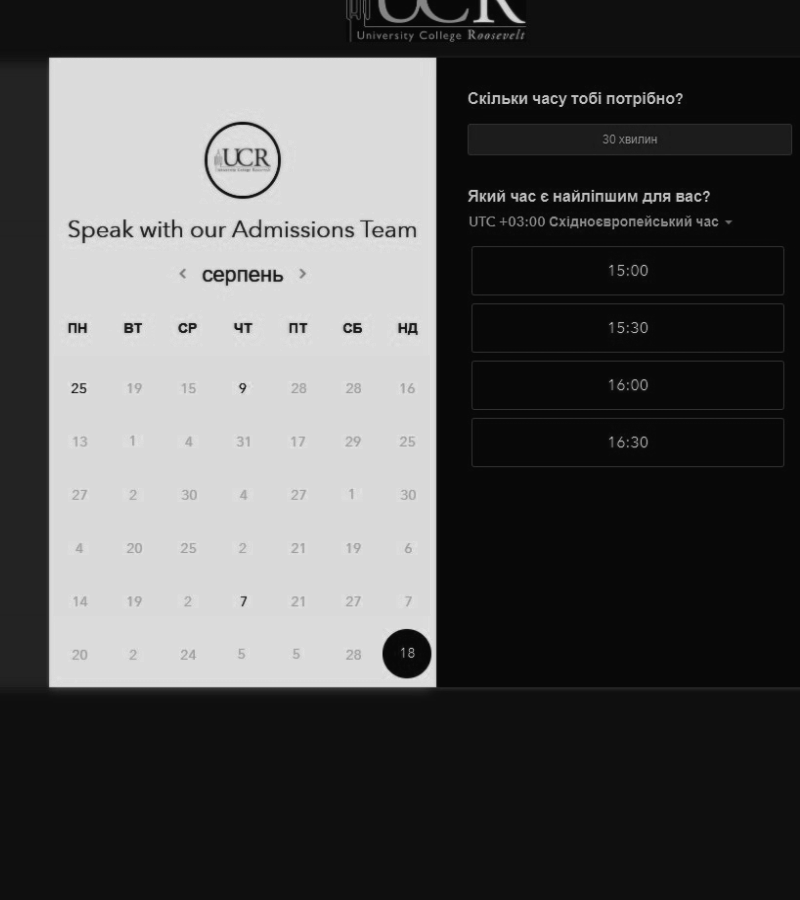 UCR
University College Roosevelt
UCR
Speak with our Admissions Team
серпень
ПН ВТ СР ЧТ ПТ СБ НД
25 19 15 9 28 28 16
13 1 4 31 17 29 25
27 2 30 4 27 1 30
4 20 25 2 21 19 6
14 19 2 7 21 27 7
20 2 24 5 5 28 18
Скільки часу тобі потрібно?
30 хвилин
Який час є найліпшим для вас?
UTC +03:00 Східноєвропейський час
15:00
15:30
16:00
16:30